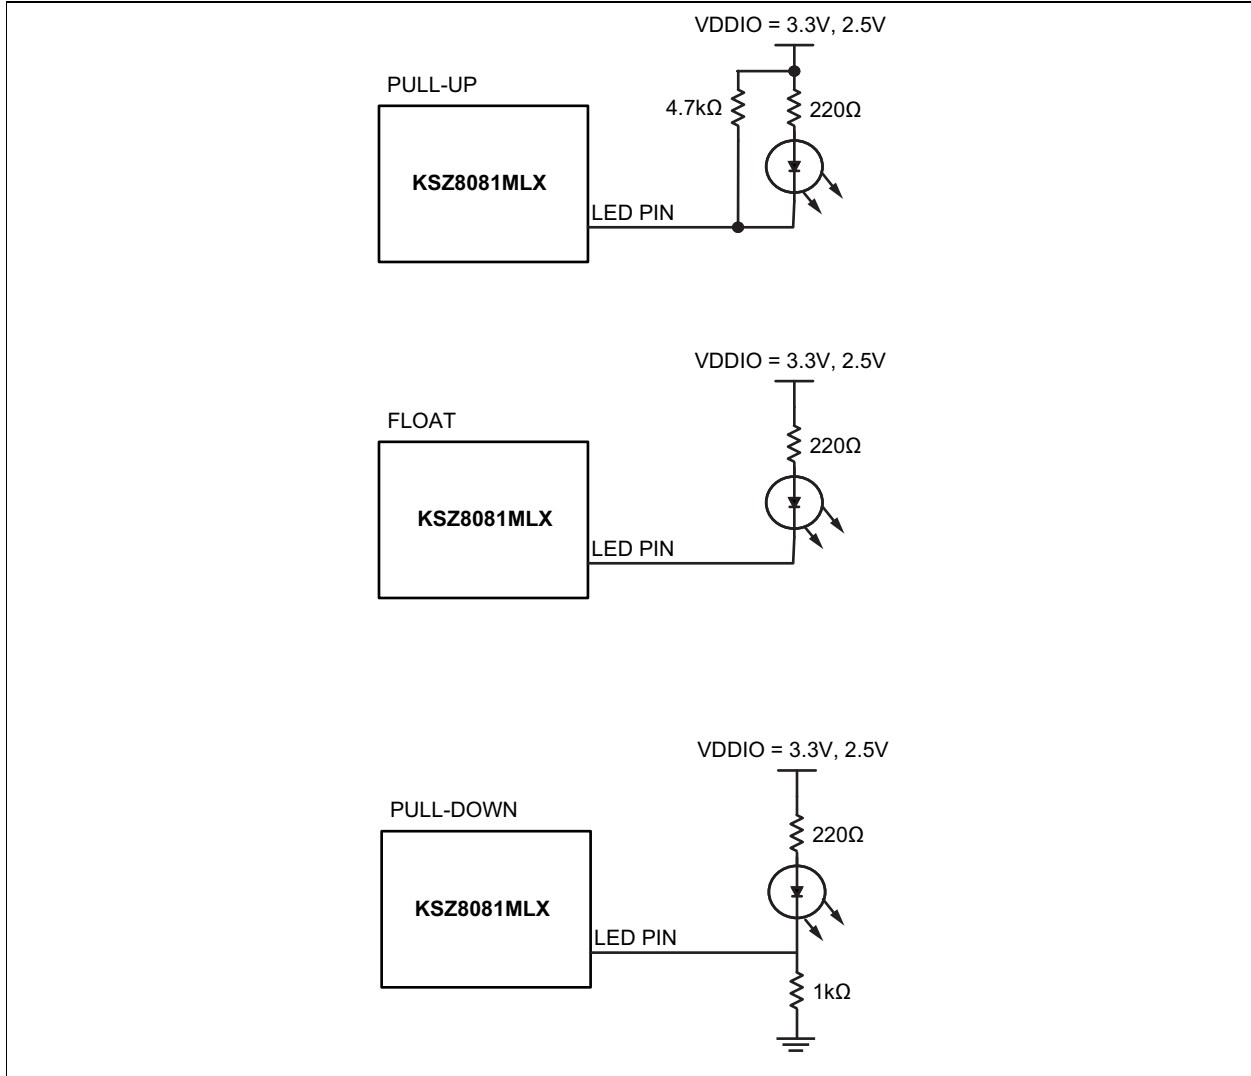 VDDIO = 3.3V, 2.5V
PULL-UP
4.7kΩ
220Ω
KSZ8081MLX
LED PIN
VDDIO = 3.3V, 2.5V
FLOAT
220Ω
KSZ8081MLX
LED PIN
VDDIO = 3.3V, 2.5V
PULL-DOWN
220Ω
KSZ8081MLX
LED PIN
1kΩ